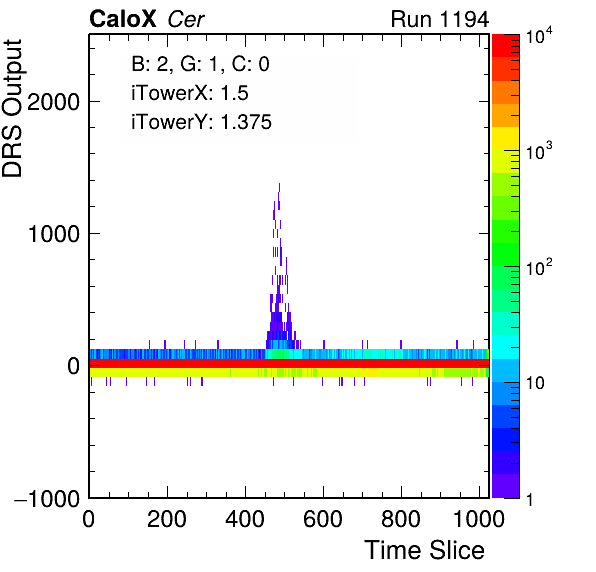 CaloX Cer Run 1194
B: 2, G: 1, C: 0
iTowerX: 1.5
iTowerY: 1.375
DRS Output
2000
1000
0
−1000
0 200 400 600 800 1000
Time Slice
10⁴
10³
10²
10
1